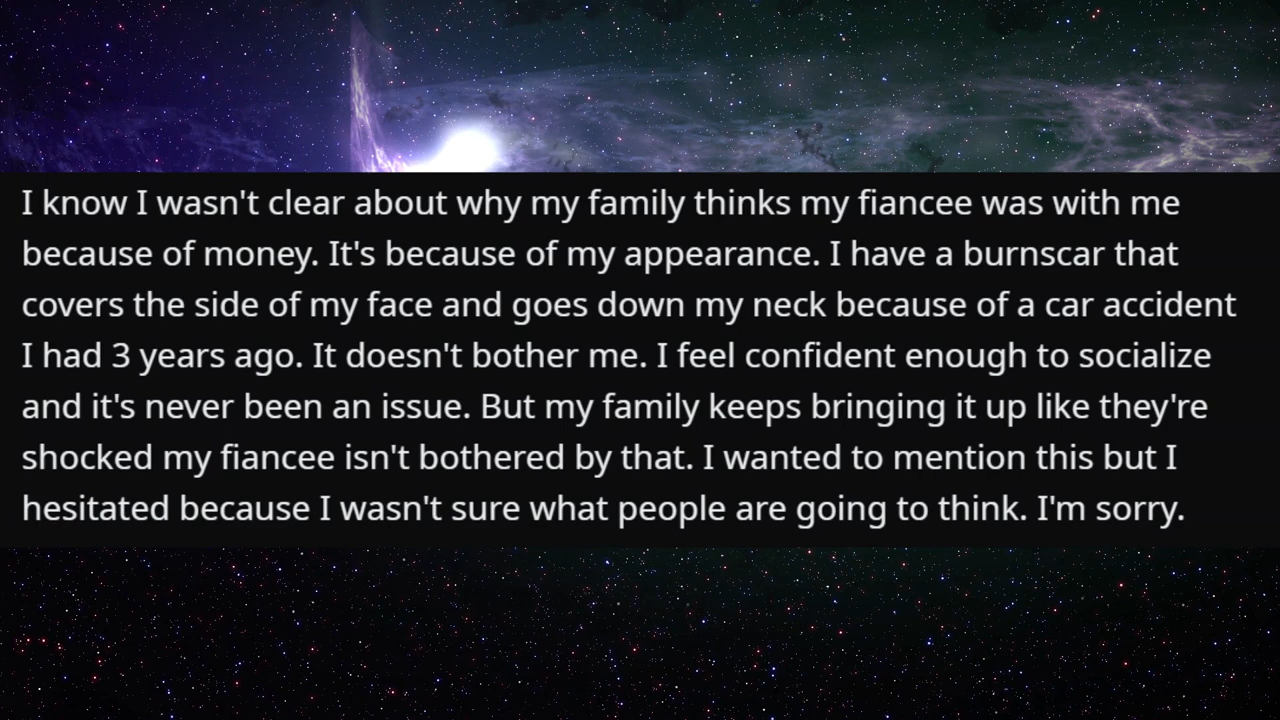 I know I wasn't clear about why my family thinks my fiancee was with me
because of money. It's because of my appearance. I have a burnscar that
covers the side of my face and goes down my neck because of a car accident
I had 3 years ago. It doesn't bother me. I feel confident enough to socialize
and it's never been an issue. But my family keeps bringing it up like they're
shocked my fiancee isn't bothered by that. I wanted to mention this but I
hesitated because I wasn't sure what people are going to think. I'm sorry.